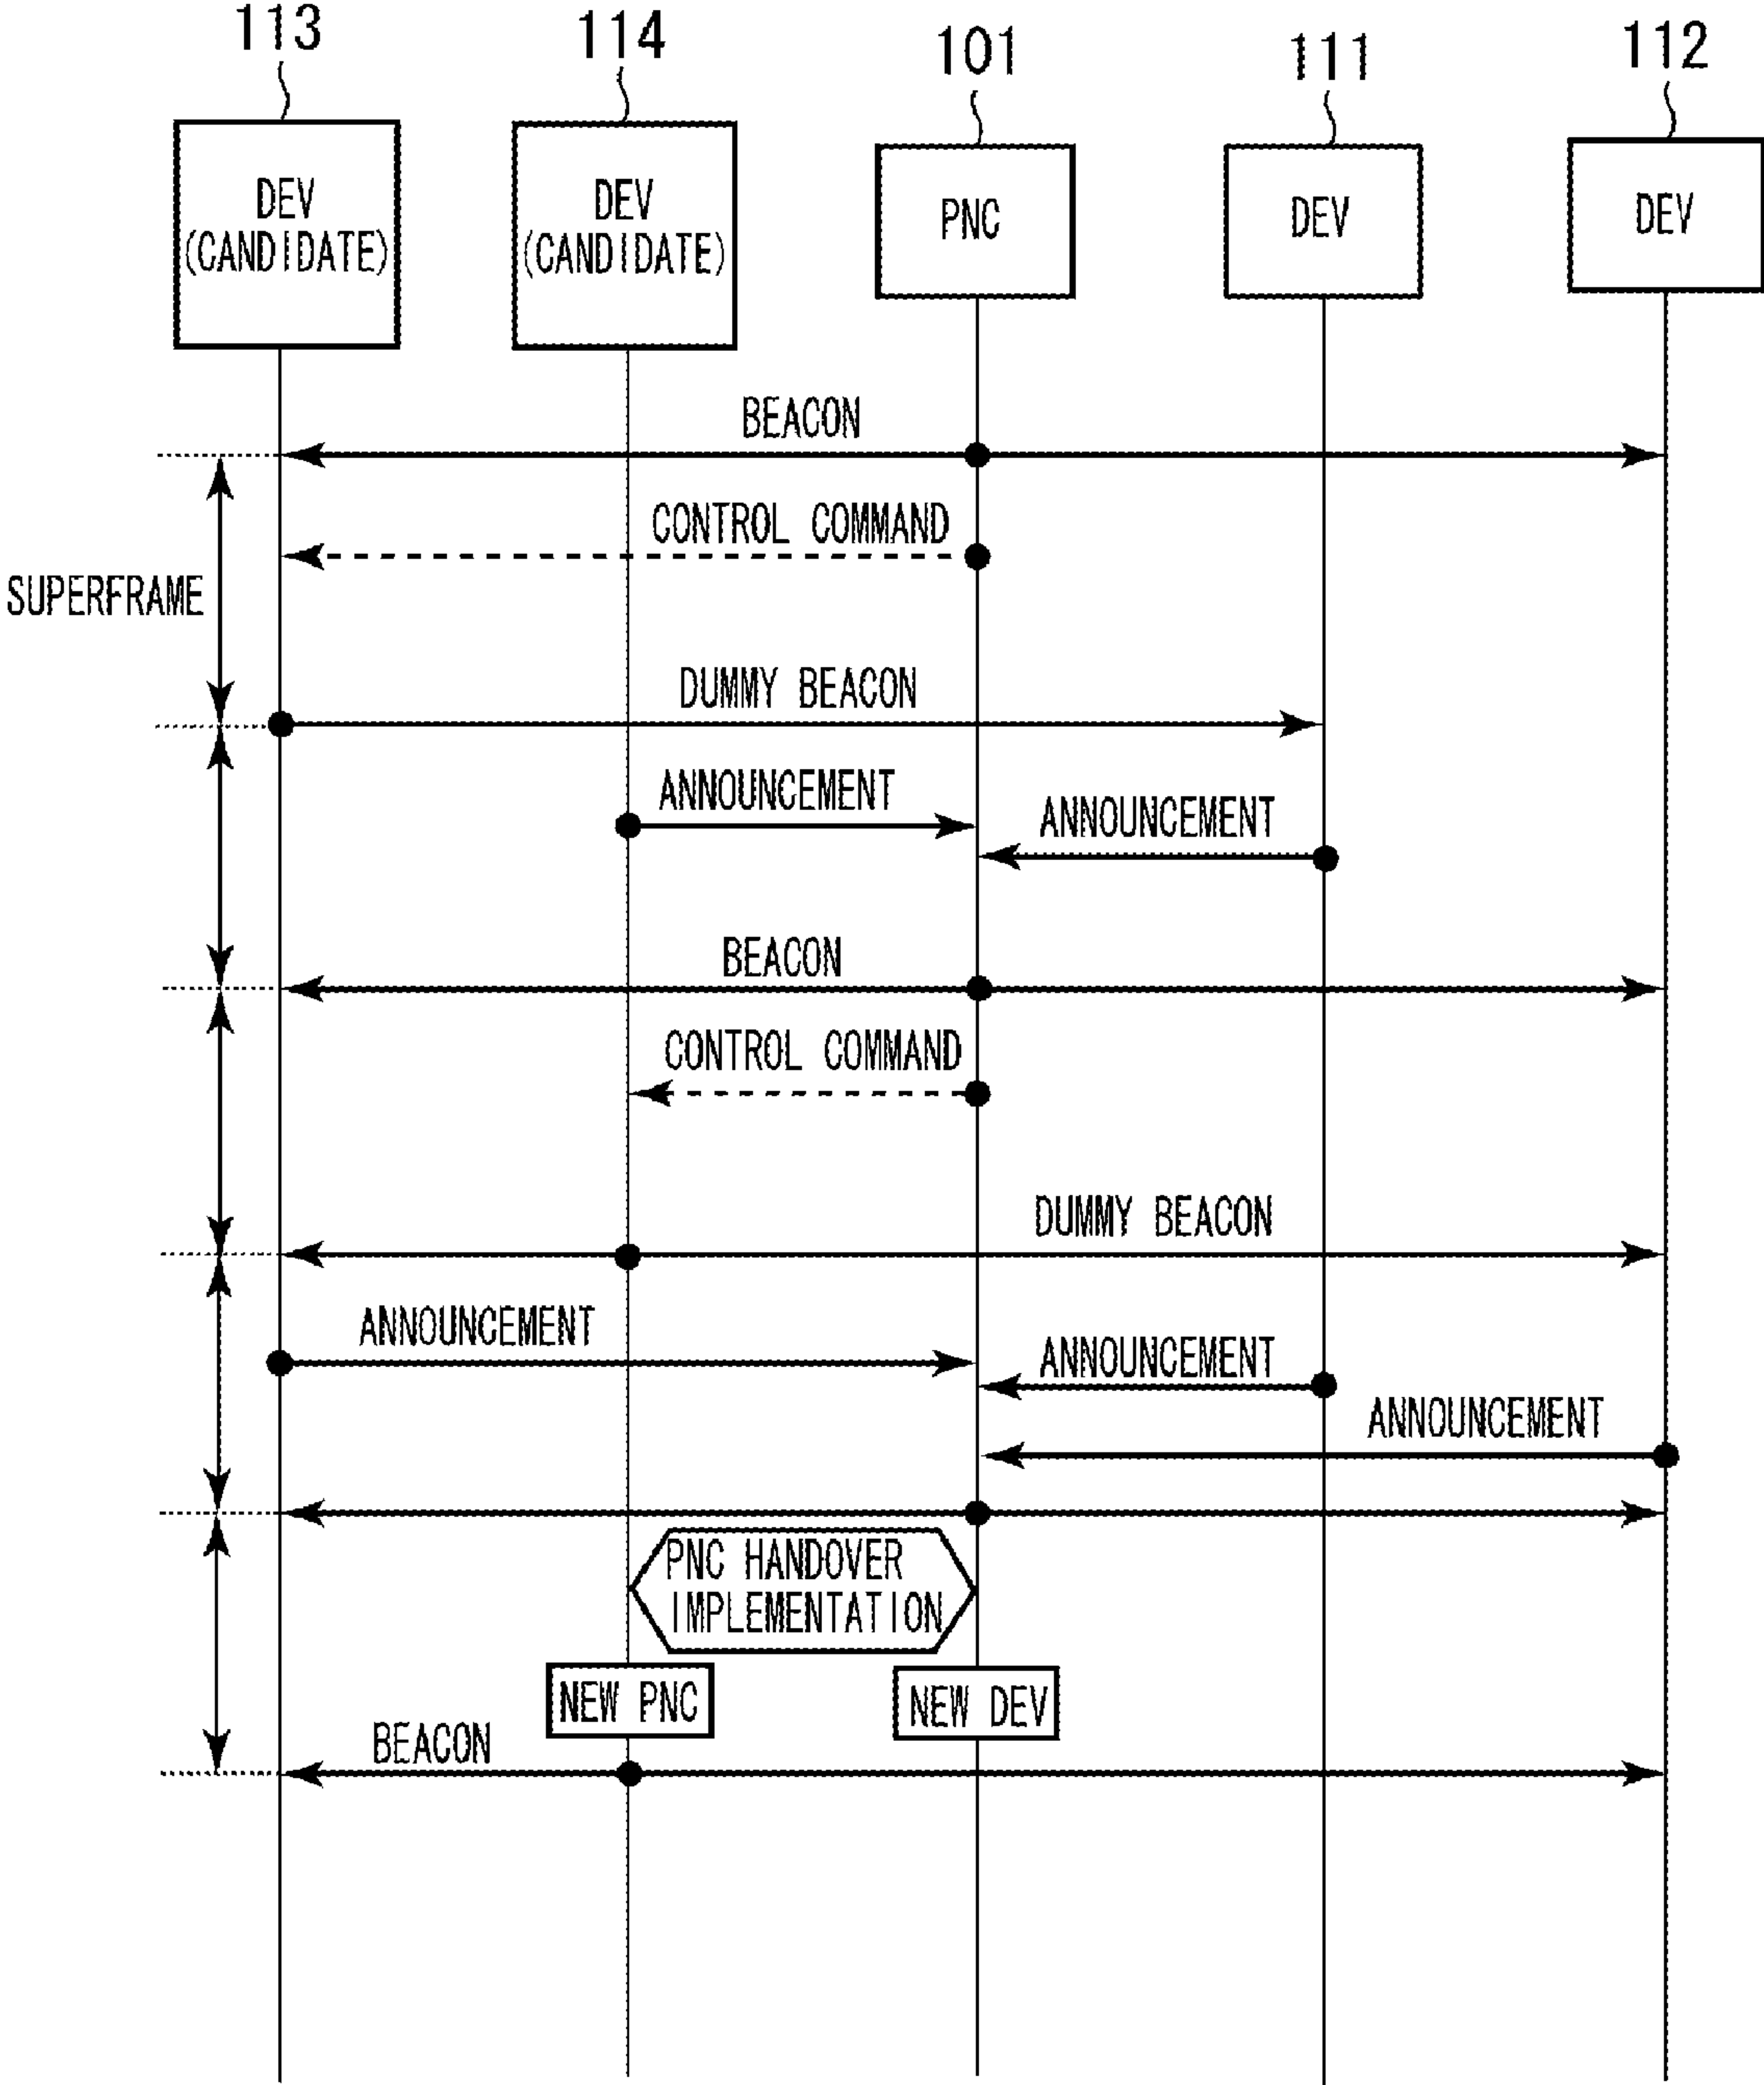 113
114
101
111
112
DEV
(CANDIDATE)
DEV
(CANDIDATE)
PNC
DEV
DEV
BEACON
CONTROL COMMAND
SUPERFRAME
DUMMY BEACON
ANNOUNCEMENT
ANNOUNCEMENT
BEACON
CONTROL COMMAND
DUMMY BEACON
ANNOUNCEMENT
ANNOUNCEMENT
ANNOUNCEMENT
PNC HANDOVER
IMPLEMENTATION
NEW PNC
NEW DEV
BEACON